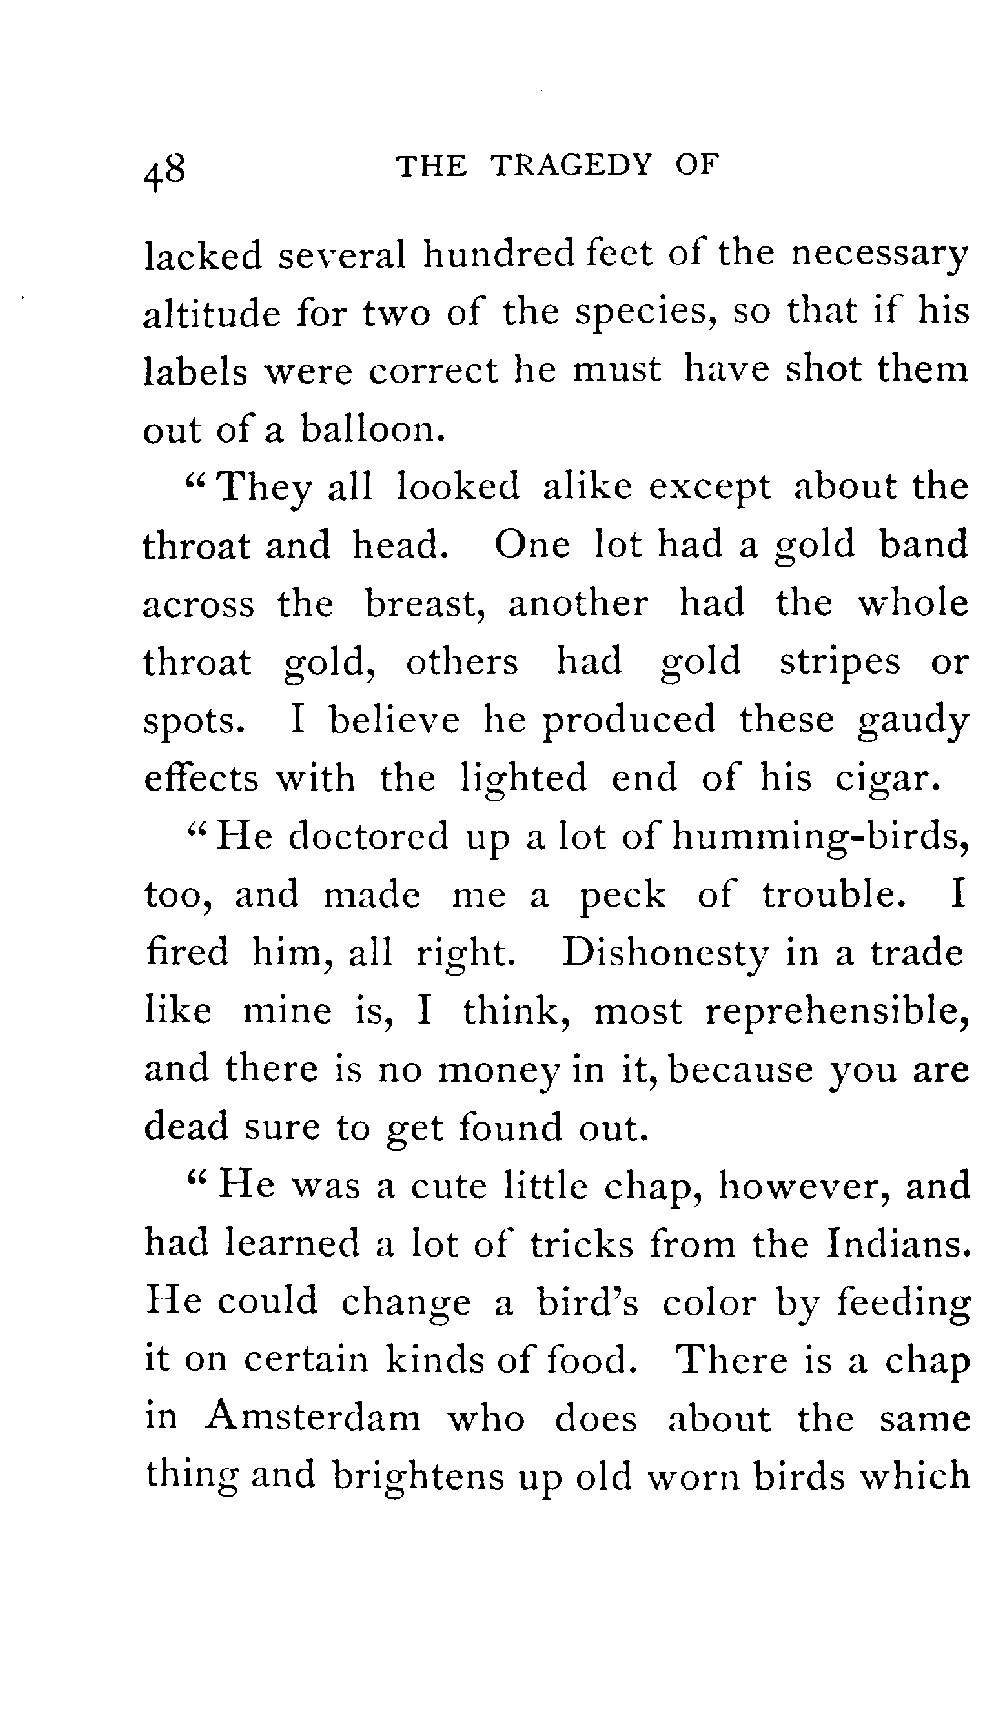 48 THE TRAGEDY OF
lacked several hundred feet of the necessary
altitude for two of the species, so that if his
labels were correct he must have shot them
out of a balloon.
“They all looked alike except about the
throat and head. One lot had a gold band
across the breast, another had the whole
throat gold, others had gold stripes or
spots. I believe he produced these gaudy
effects with the lighted end of his cigar.
“He doctored up a lot of humming-birds,
too, and made me a peck of trouble. I
fired him, all right. Dishonesty in a trade
like mine is, I think, most reprehensible,
and there is no money in it, because you are
dead sure to get found out.
“He was a cute little chap, however, and
had learned a lot of tricks from the Indians.
He could change a bird's color by feeding
it on certain kinds of food. There is a chap
in Amsterdam who does about the same
thing and brightens up old worn birds which